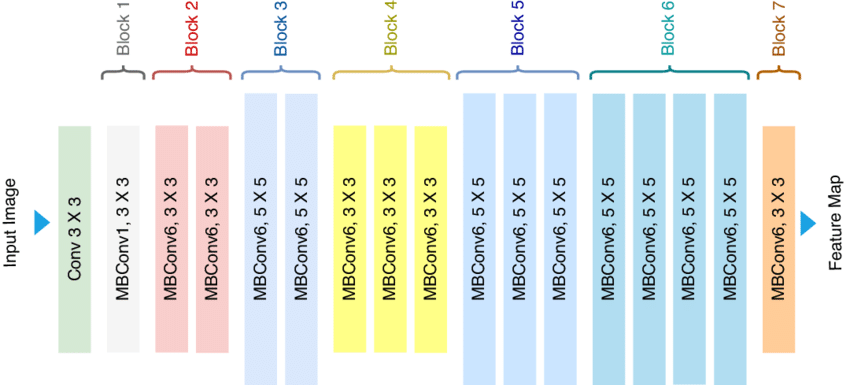 Input Image
Conv 3 X 3
Block 1
MBConv1, 3 X 3
Block 2
MBConv6, 3 X 3
MBConv6, 3 X 3
Block 3
MBConv6, 5 X 5
MBConv6, 5 X 5
Block 4
MBConv6, 3 X 3
MBConv6, 3 X 3
MBConv6, 3 X 3
Block 5
MBConv6, 5 X 5
MBConv6, 5 X 5
MBConv6, 5 X 5
Block 6
MBConv6, 5 X 5
MBConv6, 5 X 5
MBConv6, 5 X 5
MBConv6, 5 X 5
Block 7
MBConv6, 3 X 3
Feature Map